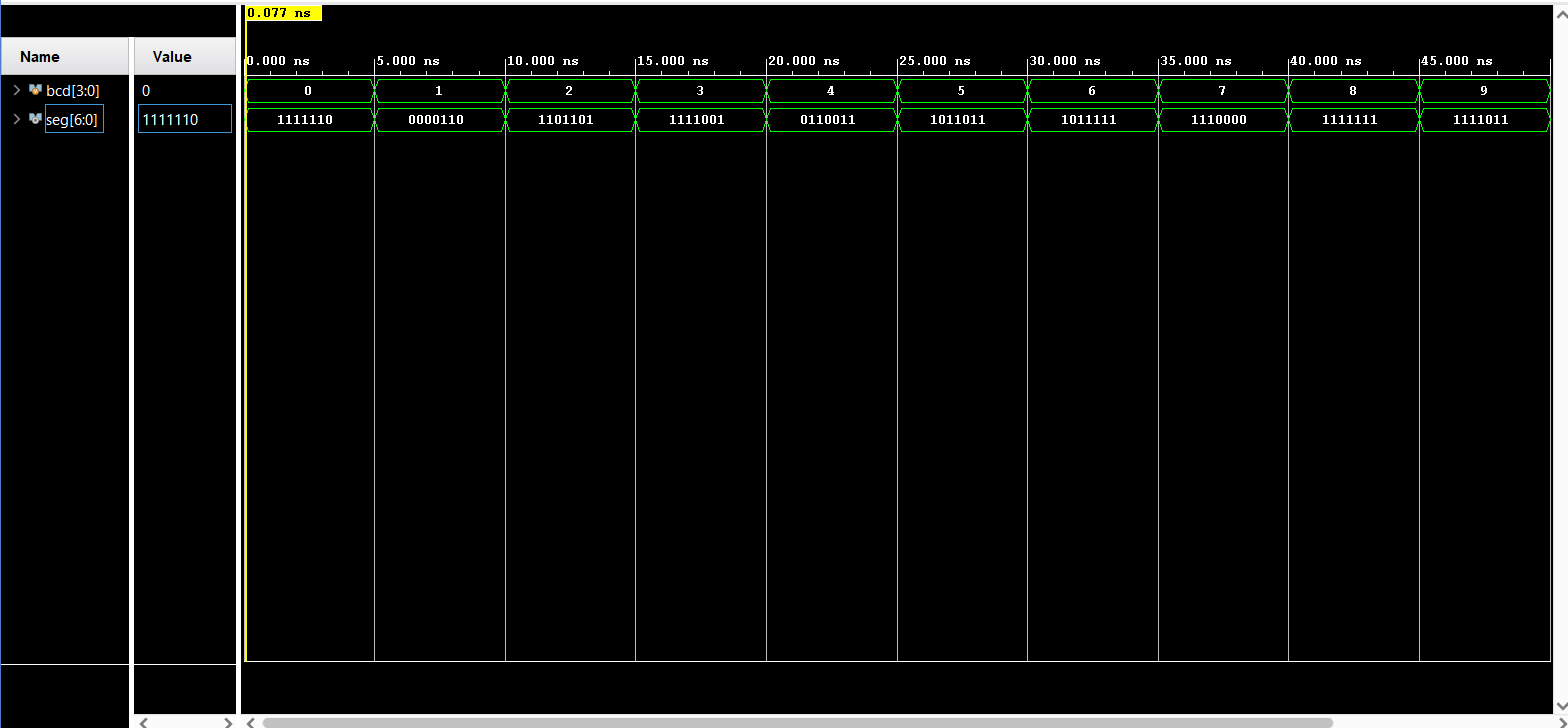 0.077 ns
Name Value
0.000 ns 5.000 ns 10.000 ns 15.000 ns 20.000 ns 25.000 ns 30.000 ns 35.000 ns 40.000 ns 45.000 ns
bcd[3:0] 0 0 1 2 3 4 5 6 7 8 9
seg[6:0] 1111110 1111110 0000110 1101101 1111001 0110011 1011011 1011111 1110000 1111111 1111011